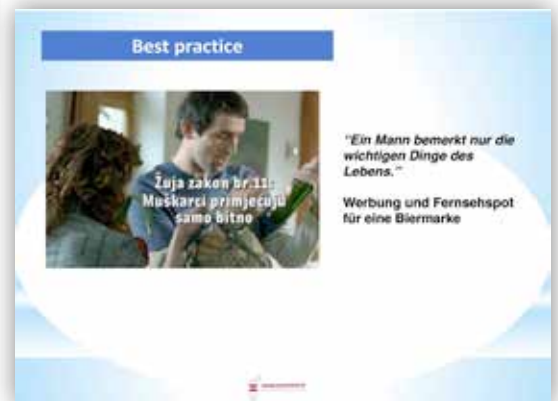 Best practice
Žuja zakon br.11:
Muškarci primjećuju
samo bitno
"Ein Mann bemerkt nur die
wichtigen Dinge des
Lebens."
Werbung und Fernsehspot
für eine Biermarke